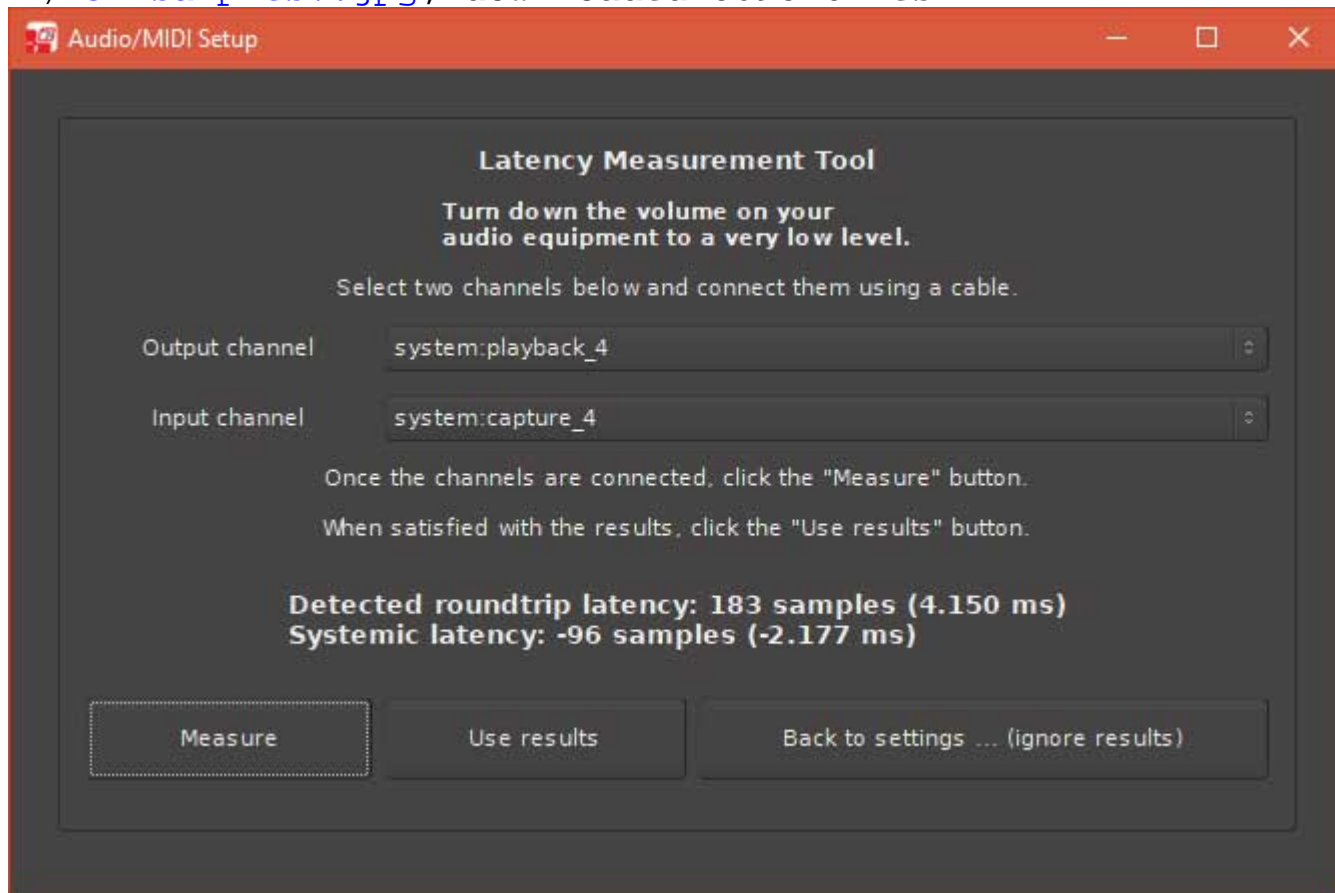 Audio/MIDI Setup
Latency Measurement Tool
Turn down the volume on your
audio equipment to a very low level.
Select two channels below and connect them using a cable.
Output channel system:playback_4
Input channel system:capture_4
Once the channels are connected, click the "Measure" button.
When satisfied with the results, click the "Use results" button.
Detected roundtrip latency: 183 samples (4.150 ms)
Systemic latency: -96 samples (-2.177 ms)
Measure Use results Back to settings ... (ignore results)